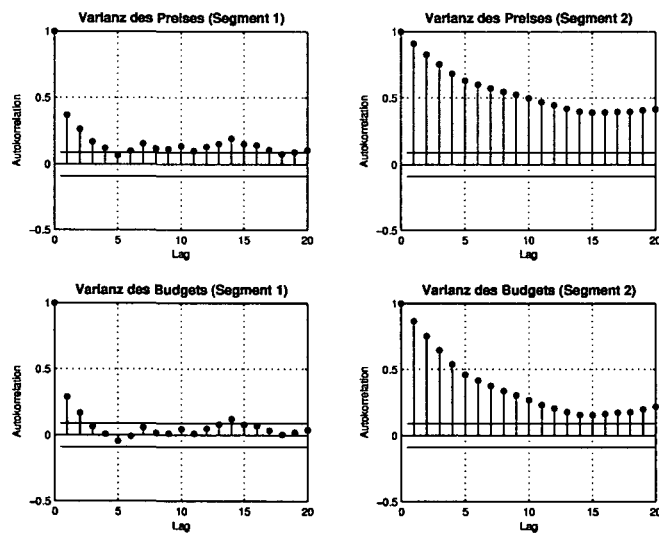 Varianz des Preises (Segment 1)
1
0.5
0
-0.5
Autokorrelation
0 5 10 15 20
Lag
Varianz des Preises (Segment 2)
1
0.5
0
-0.5
Autokorrelation
0 5 10 15 20
Lag
Varianz des Budgets (Segment 1)
1
0.5
0
-0.5
Autokorrelation
0 5 10 15 20
Lag
Varianz des Budgets (Segment 2)
1
0.5
0
-0.5
Autokorrelation
0 5 10 15 20
Lag